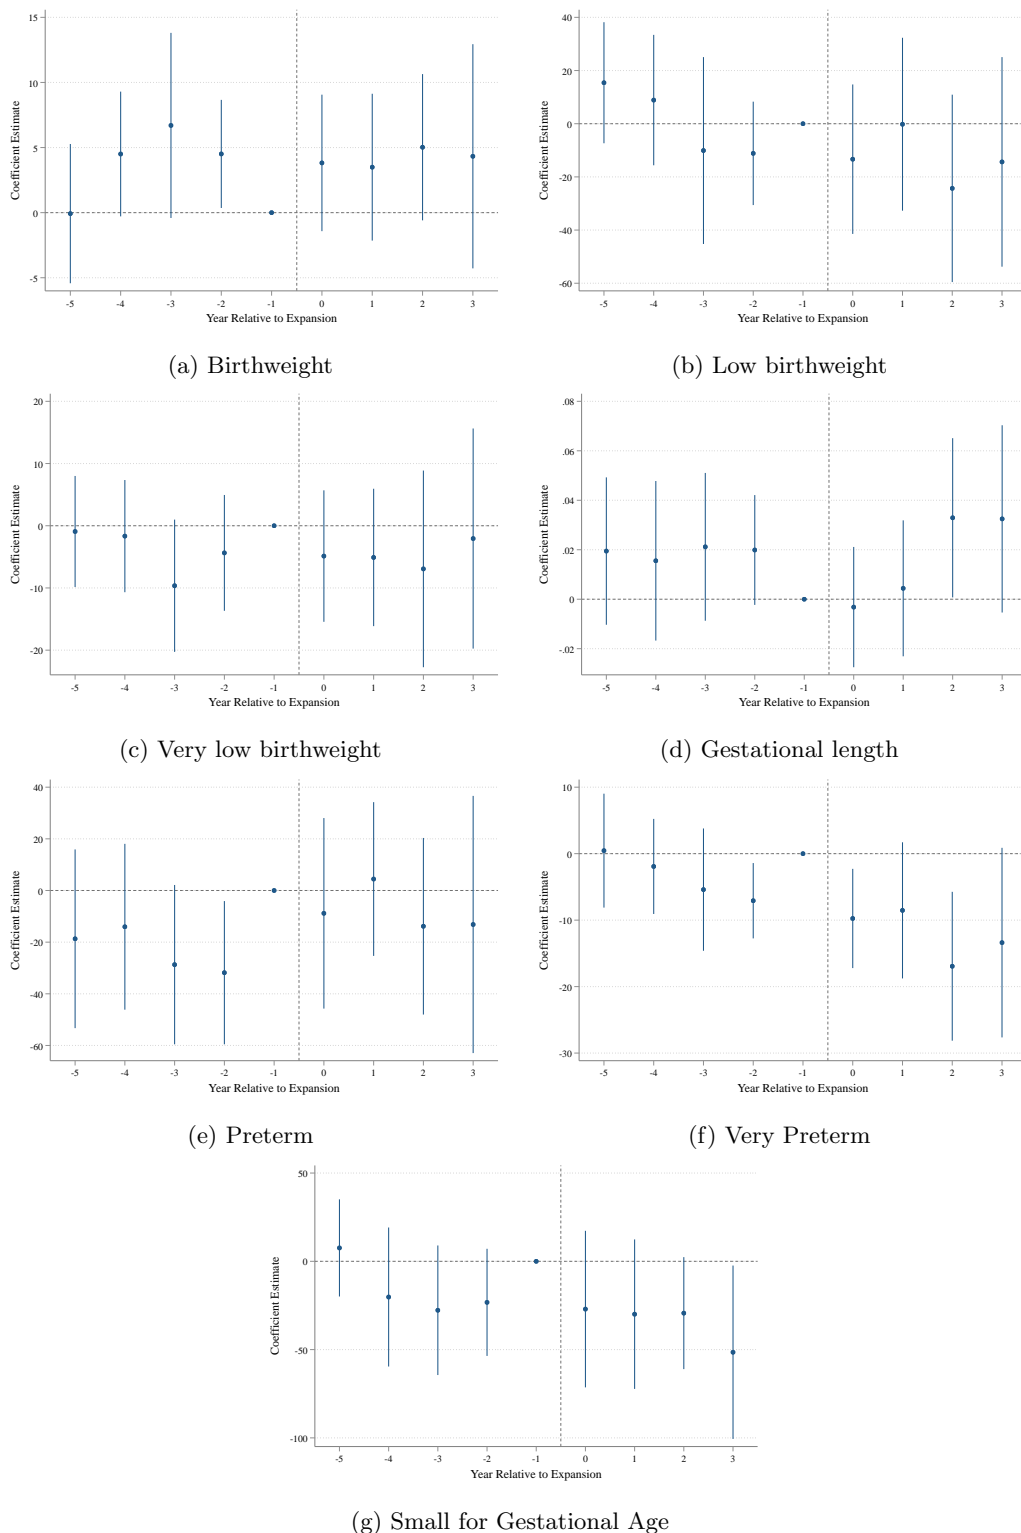 15
10
5
0
-5
Coefficient Estimate
-5 -4 -3 -2 -1 0 1 2 3
Year Relative to Expansion
(a) Birthweight
40
20
0
-20
-40
-60
Coefficient Estimate
-5 -4 -3 -2 -1 0 1 2 3
Year Relative to Expansion
(b) Low birthweight
20
10
0
-10
-20
Coefficient Estimate
-5 -4 -3 -2 -1 0 1 2 3
Year Relative to Expansion
(c) Very low birthweight
.08
.06
.04
.02
0
-.02
Coefficient Estimate
-5 -4 -3 -2 -1 0 1 2 3
Year Relative to Expansion
(d) Gestational length
40
20
0
-20
-40
-60
Coefficient Estimate
-5 -4 -3 -2 -1 0 1 2 3
Year Relative to Expansion
(e) Preterm
10
0
-10
-20
-30
Coefficient Estimate
-5 -4 -3 -2 -1 0 1 2 3
Year Relative to Expansion
(f) Very Preterm
50
0
-50
-100
Coefficient Estimate
-5 -4 -3 -2 -1 0 1 2 3
Year Relative to Expansion
(g) Small for Gestational Age